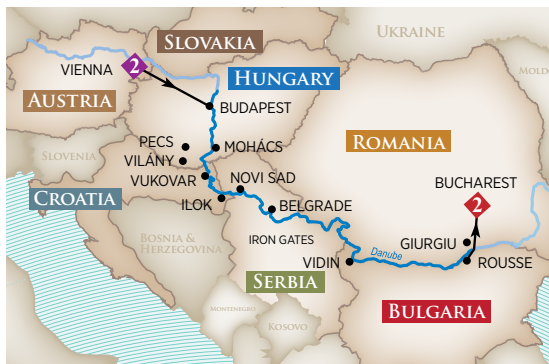 UKRAINE
SLOVAKIA
VIENNA
2
HUNGARY
MOLD
AUSTRIA
BUDAPEST
ROMANIA
PECS
MOHÁCS
SLOVENIA
VILÁNY
VUKOVAR
NOVI SAD
BUCHAREST
CROATIA
ILOK
BELGRADE
2
BOSNIA &
HERZEGOVINA
IRON GATES
GIURGIU
Danube
VIDIN
ROUSSE
SERBIA
MONTENEGRO
BULGARIA
KOSOVO